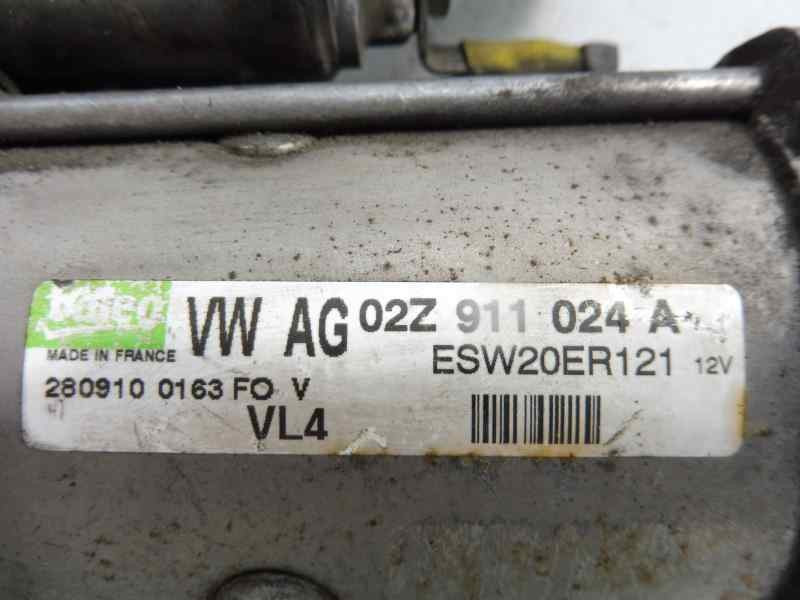 Valeo VW AG 02Z 911 024 A
MADE IN FRANCE ESW20ER121 12V
280910 0163 FO V
VL4